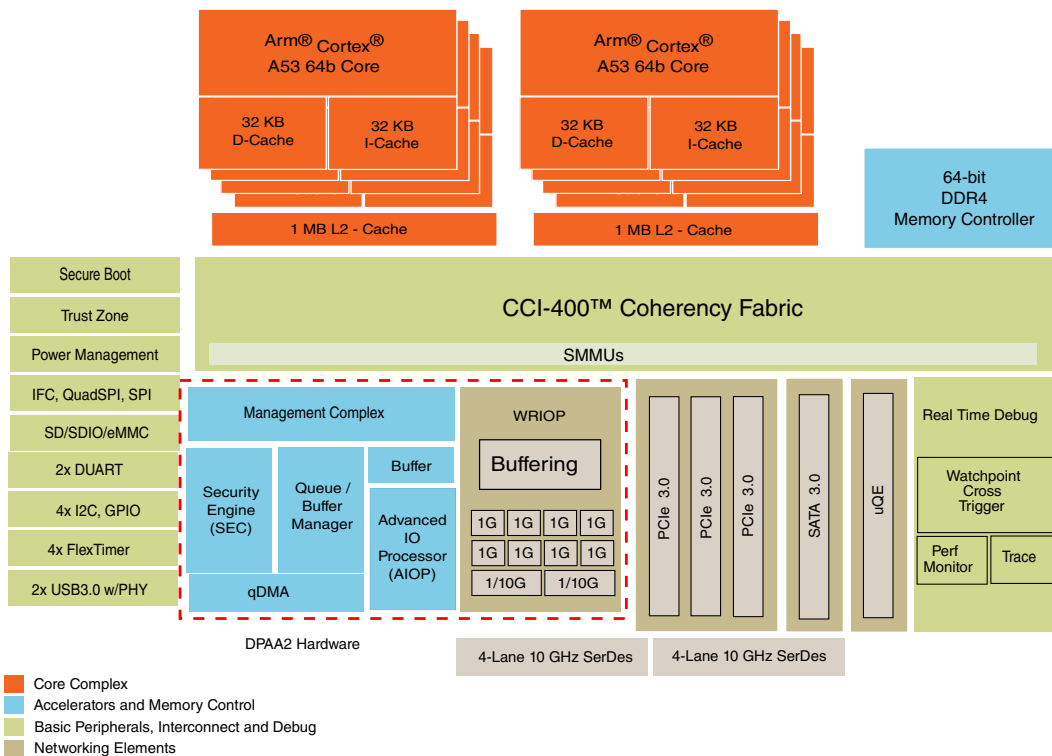 Arm® Cortex®
A53 64b Core
32 KB
D-Cache
32 KB
I-Cache
1 MB L2 - Cache
Arm® Cortex®
A53 64b Core
32 KB
D-Cache
32 KB
I-Cache
1 MB L2 - Cache
64-bit
DDR4
Memory Controller
Secure Boot
Trust Zone
Power Management
IFC, QuadSPI, SPI
SD/SDIO/eMMC
2x DUART
4x I2C, GPIO
4x FlexTimer
2x USB3.0 w/PHY
CCI-400™ Coherency Fabric
SMMUs
Management Complex
Security
Engine
(SEC)
Queue /
Buffer
Manager
Buffer
Advanced
IO
Processor
(AIOP)
qDMA
WRIOP
Buffering
1G 1G 1G 1G
1G 1G 1G 1G
1/10G 1/10G
PCIe 3.0
PCIe 3.0
PCIe 3.0
SATA 3.0
uQE
Real Time Debug
Watchpoint
Cross
Trigger
Perf
Monitor
Trace
DPAA2 Hardware
4-Lane 10 GHz SerDes
4-Lane 10 GHz SerDes
Core Complex
Accelerators and Memory Control
Basic Peripherals, Interconnect and Debug
Networking Elements